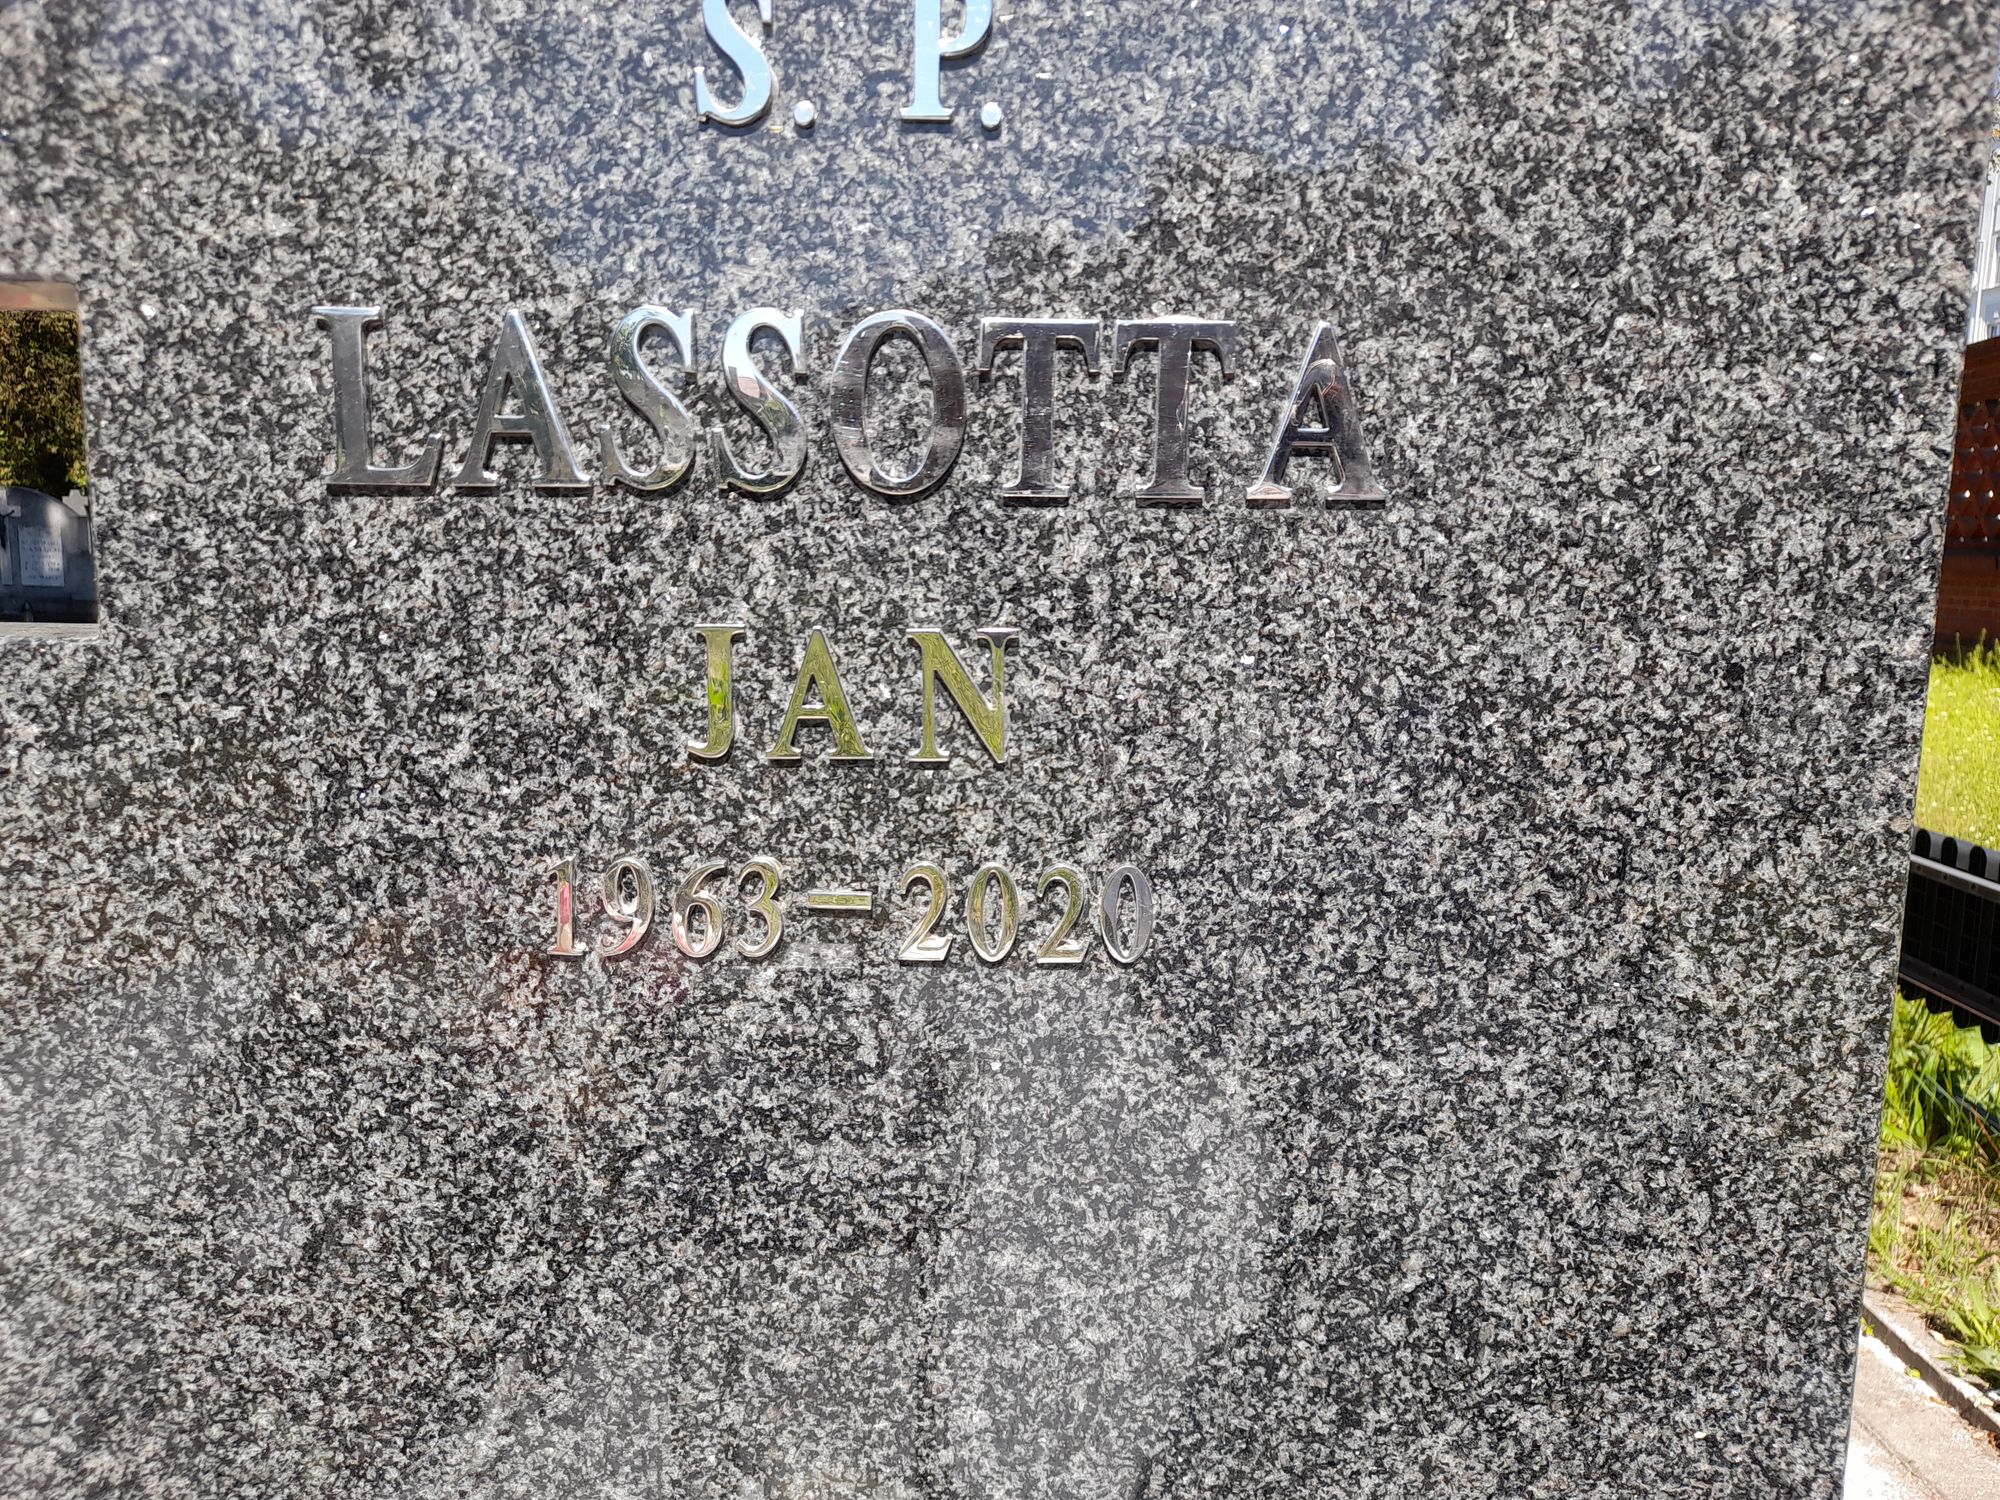 S. P.
LASSOTTA
JAN
1963-2020